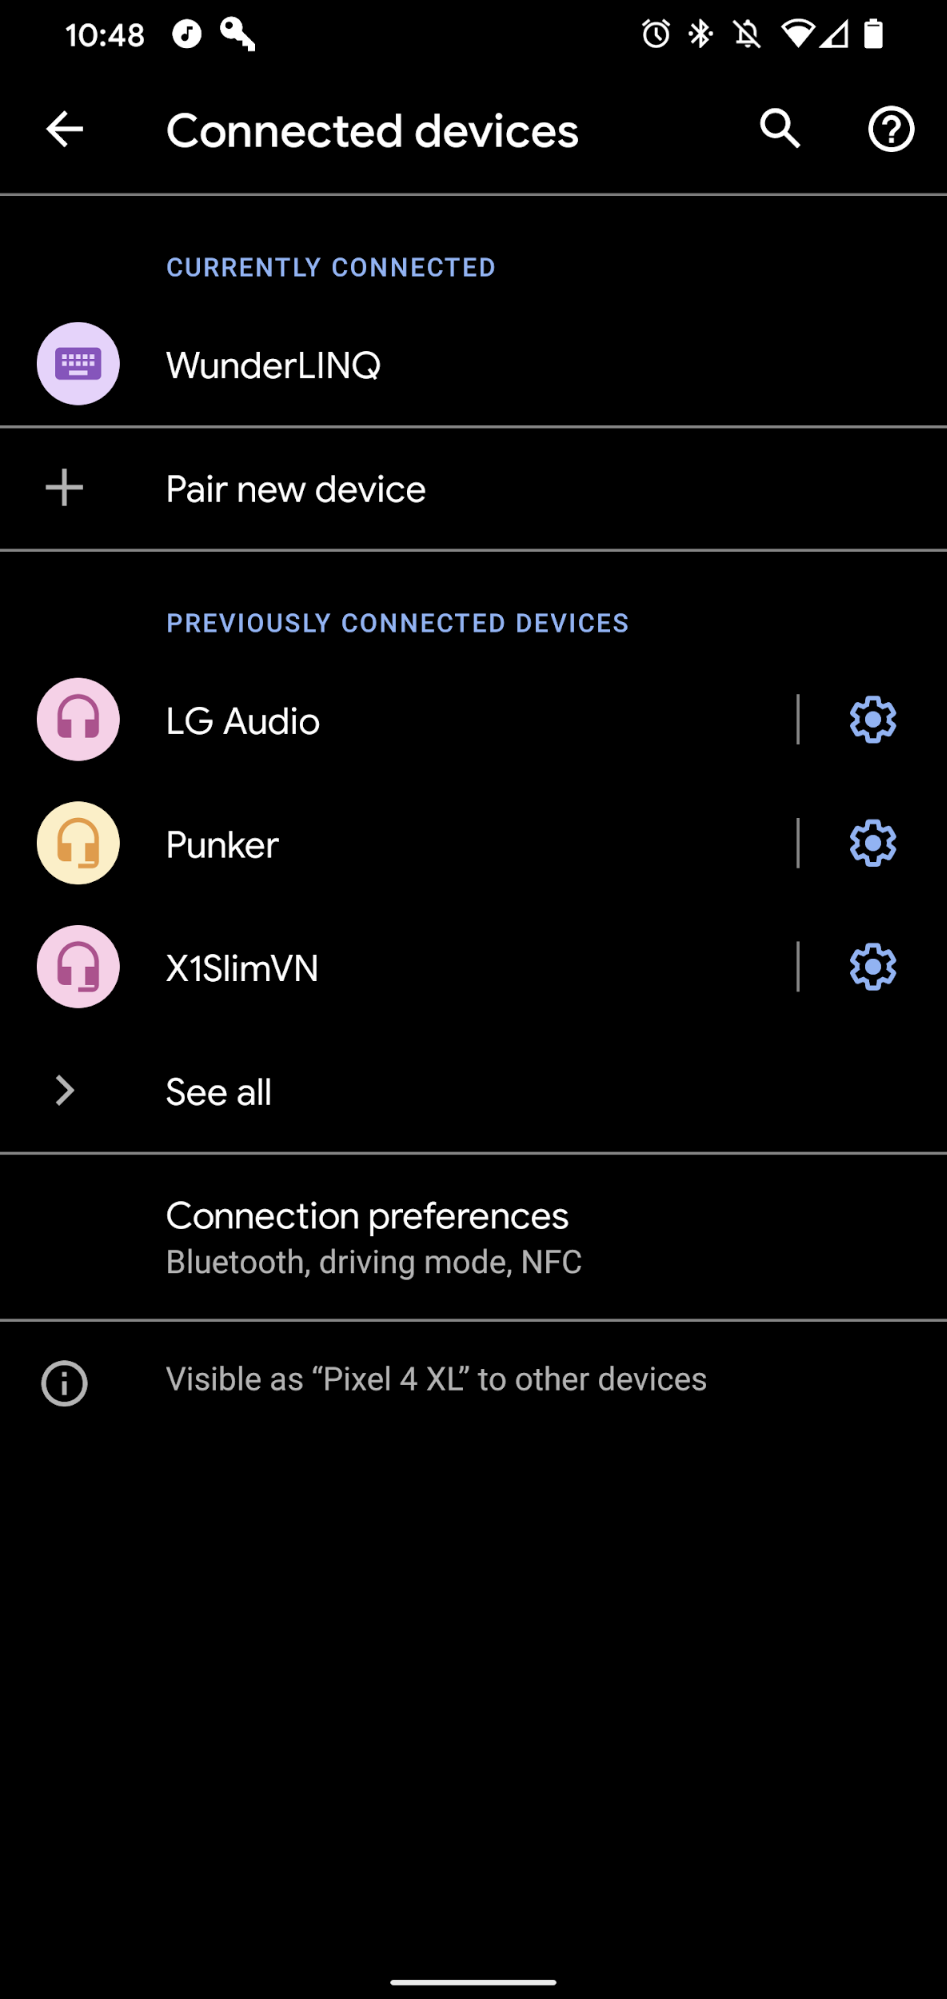 10:48
Connected devices
CURRENTLY CONNECTED
WunderLINQ
Pair new device
PREVIOUSLY CONNECTED DEVICES
LG Audio
Punker
X1SlimVN
See all
Connection preferences
Bluetooth, driving mode, NFC
Visible as “Pixel 4 XL” to other devices